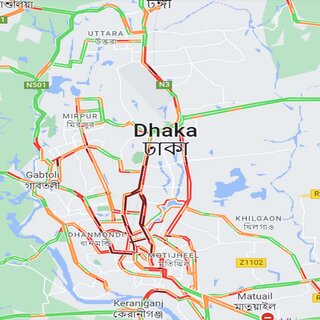 টঙ্গী
UTTARA
উত্তরা
N501
N3
MIRPUR
মিরপুর
Dhaka
ঢাকা
Gabtoli
গাবতলী
KHILGAON
খিলগাঁও
DHANMONDI
ধানমন্ডি
MOTIJHEEL
মতিঝিল
Z1102
Keraniganj
কেরানীগঞ্জ
Matuail
মাতুয়াইল